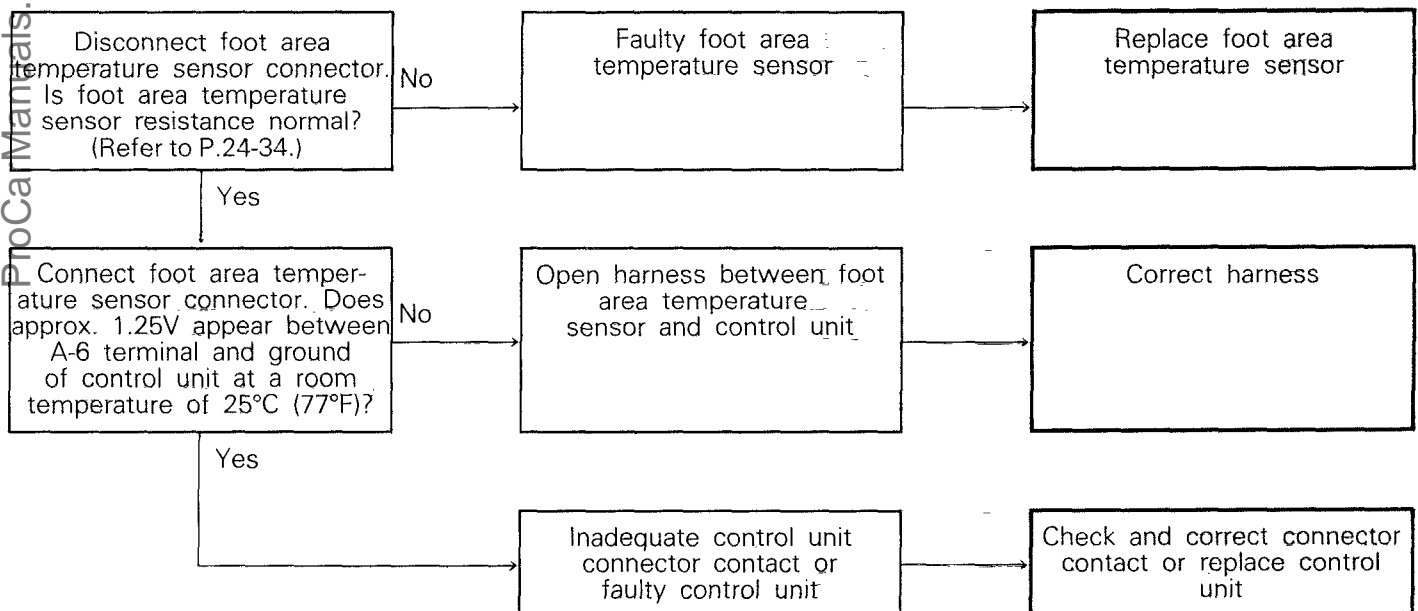 ProCarManuals.
Disconnect foot area
temperature sensor connector.
Is foot area temperature
sensor resistance normal?
(Refer to P.24-34.)
No
Faulty foot area
temperature sensor
Replace foot area
temperature sensor
Yes
Connect foot area temper-
ature sensor connector. Does
approx. 1.25V appear between
A-6 terminal and ground
of control unit at a room
temperature of 25°C (77°F)?
No
Open harness between foot
area temperature
sensor and control unit
Correct harness
Yes
Inadequate control unit
connector contact or
faulty control unit
Check and correct connector
contact or replace control
unit